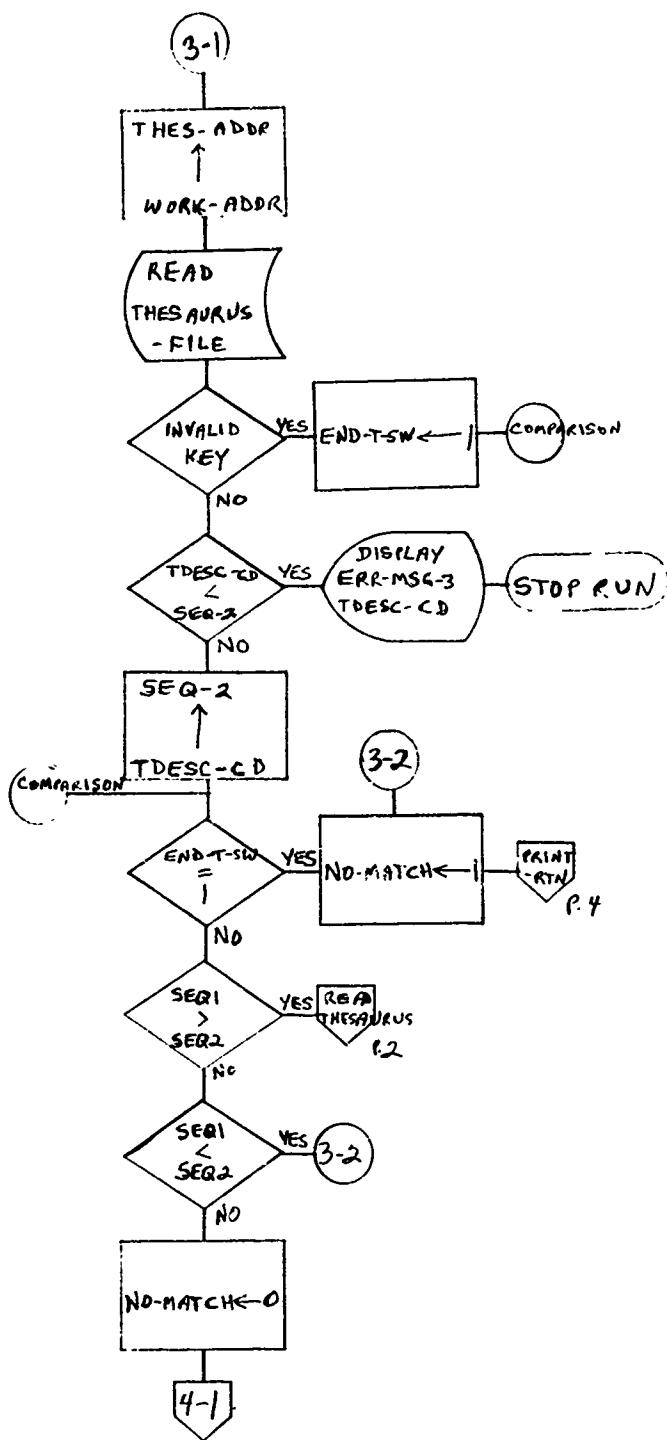 3-1
THES-ADDR
↑
WORK-ADDR
READ
THESAURUS
-FILE
INVALID
KEY
YES
END-T-SW ← 1
COMPARISON
NO
TDESC-CD
<
SEQ-2
YES
DISPLAY
ERR-MSG-3
TDESC-CD
STOP RUN
NO
SEQ-2
↑
TDESC-CD
COMPARISON
3-2
END-T-SW
=
1
YES
NO-MATCH ← 1
PRINT
-RTN
P.4
NO
SEQ1
>
SEQ2
YES
READ
THESAURUS
P.2
NO
SEQ1
<
SEQ2
YES
3-2
NO
NO-MATCH ← 0
4-1